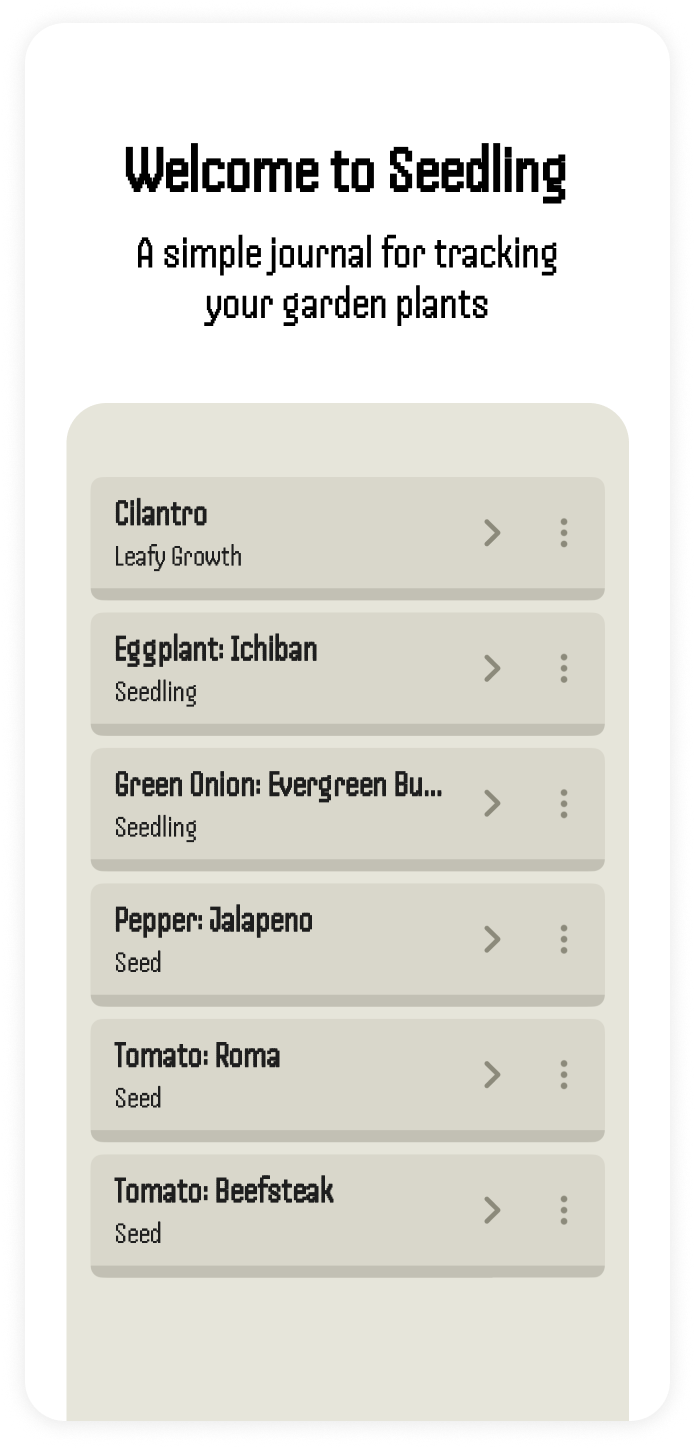 Welcome to Seedling
A simple journal for tracking
your garden plants
Cilantro
Leafy Growth
Eggplant: Ichiban
Seedling
Green Onion: Evergreen Bu...
Seedling
Pepper: Jalapeno
Seed
Tomato: Roma
Seed
Tomato: Beefsteak
Seed